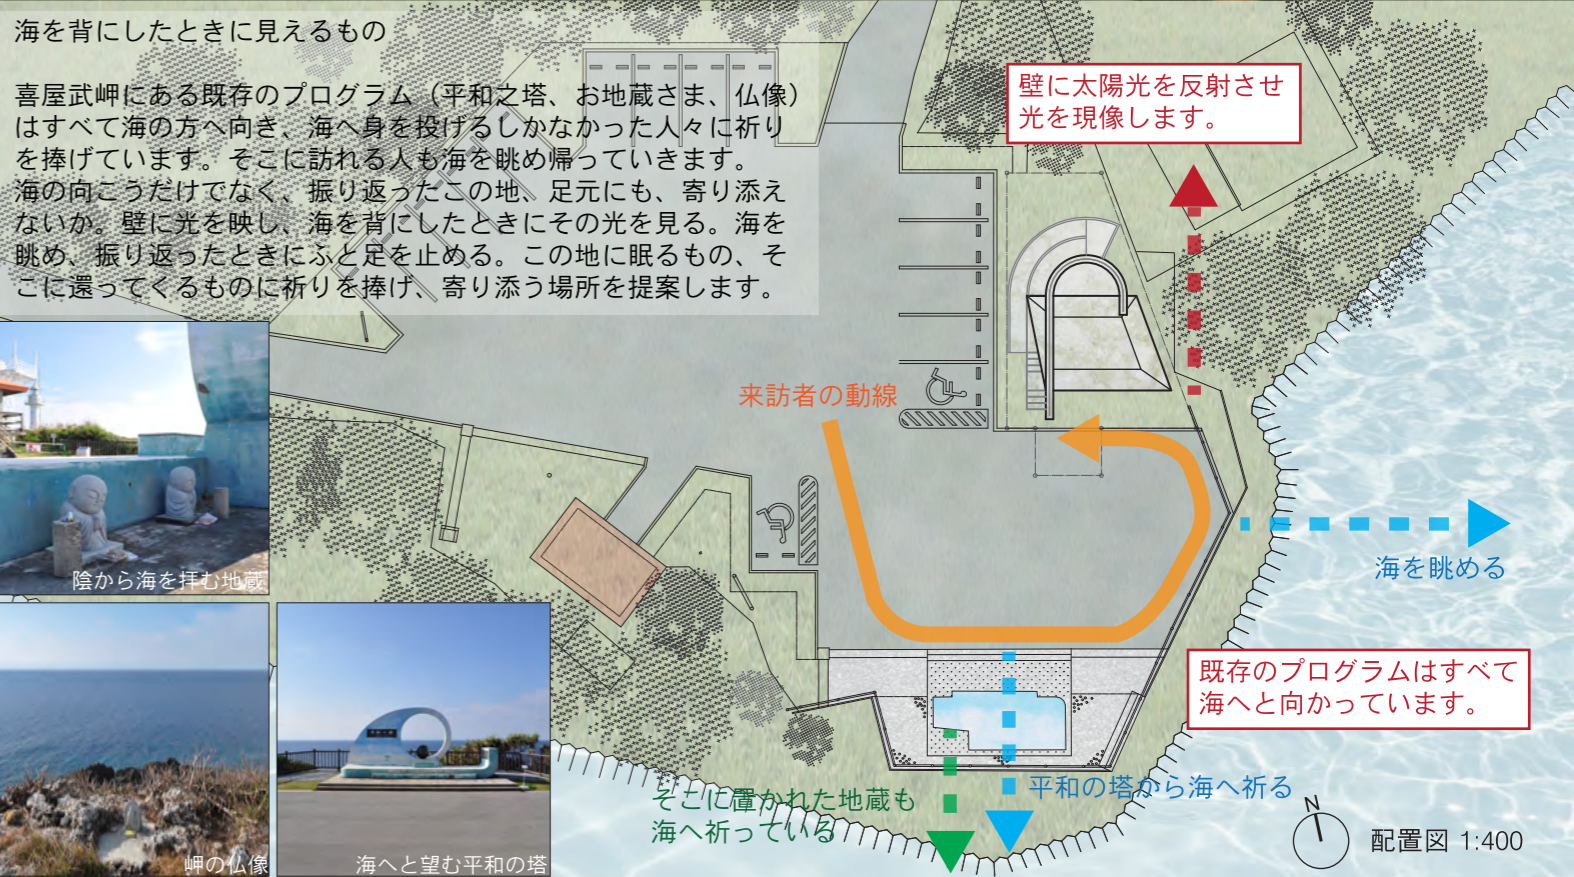 海を背にしたときに見えるもの
喜屋武岬にある既存のプログラム（平和之塔、お地蔵さま、仏像）
はすべて海の方へ向き、海へ身を投げるしかなかった人々に祈り
を捧げています。そこに訪れる人も海を眺め帰っていきます。
海の向こうだけでなく、振り返ったこの地、足元にも、寄り添え
ないか。壁に光を映し、海を背にしたときにその光を見る。海を
眺め、振り返ったときにふと足を止める。この地に眠るもの、そ
こに還ってくるものに祈りを捧げ、寄り添う場所を提案します。
壁に太陽光を反射させ
光を現像します。
来訪者の動線
陰から海を拝む地蔵
海を眺める
既存のプログラムはすべて
海へと向かっています。
そこに置かれた地蔵も
海へ祈っている
平和の塔から海へ祈る
岬の仏像
海へと望む平和の塔
N
配置図 1:400